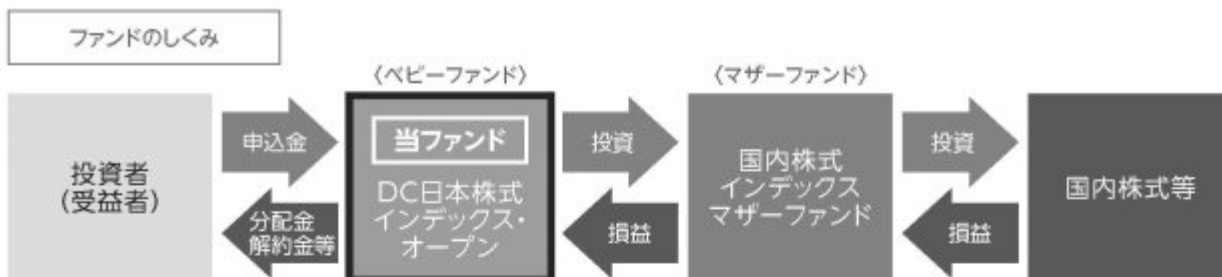 ファンドのしくみ
〈ベビーファンド〉
〈マザーファンド〉
投資者
(受益者)
申込金
分配金
解約金等
当ファンド
DC日本株式
インデックス・
オープン
投資
損益
国内株式
インデックス
マザーファンド
投資
損益
国内株式等